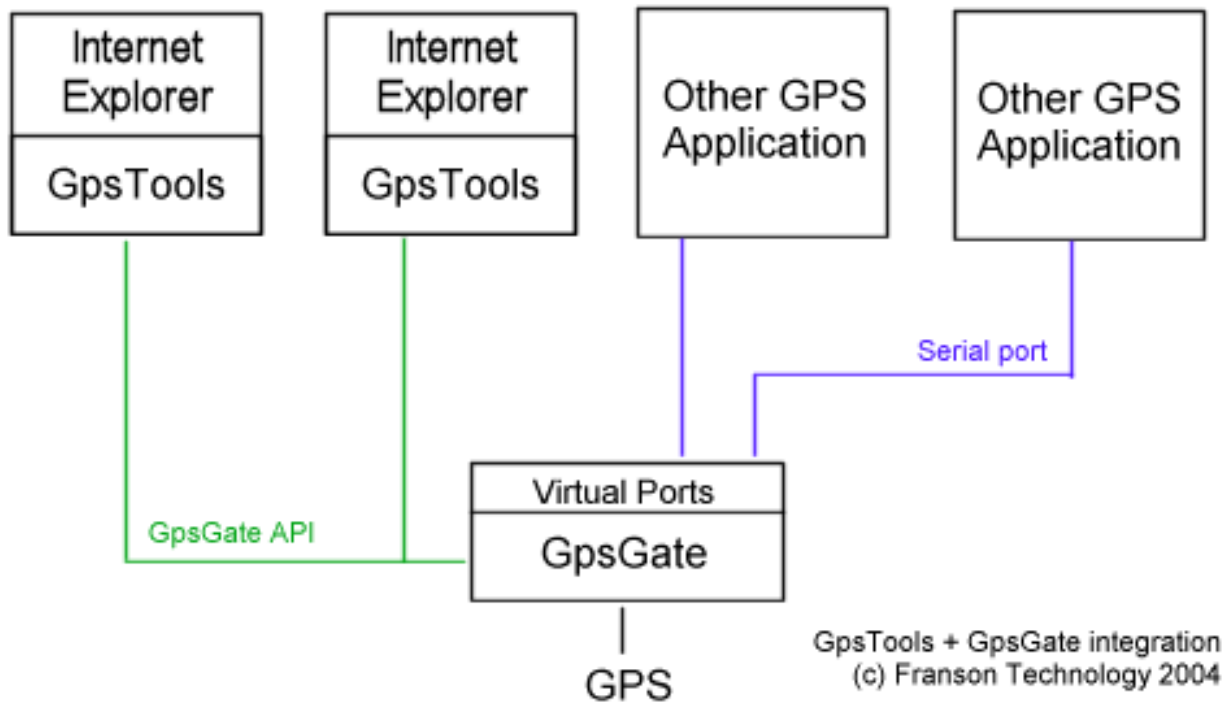 Internet
Explorer
GpsTools
Internet
Explorer
GpsTools
Other GPS
Application
Other GPS
Application
Serial port
GpsGate API
Virtual Ports
GpsGate
GPS
GpsTools + GpsGate integration
(c) Franson Technology 2004